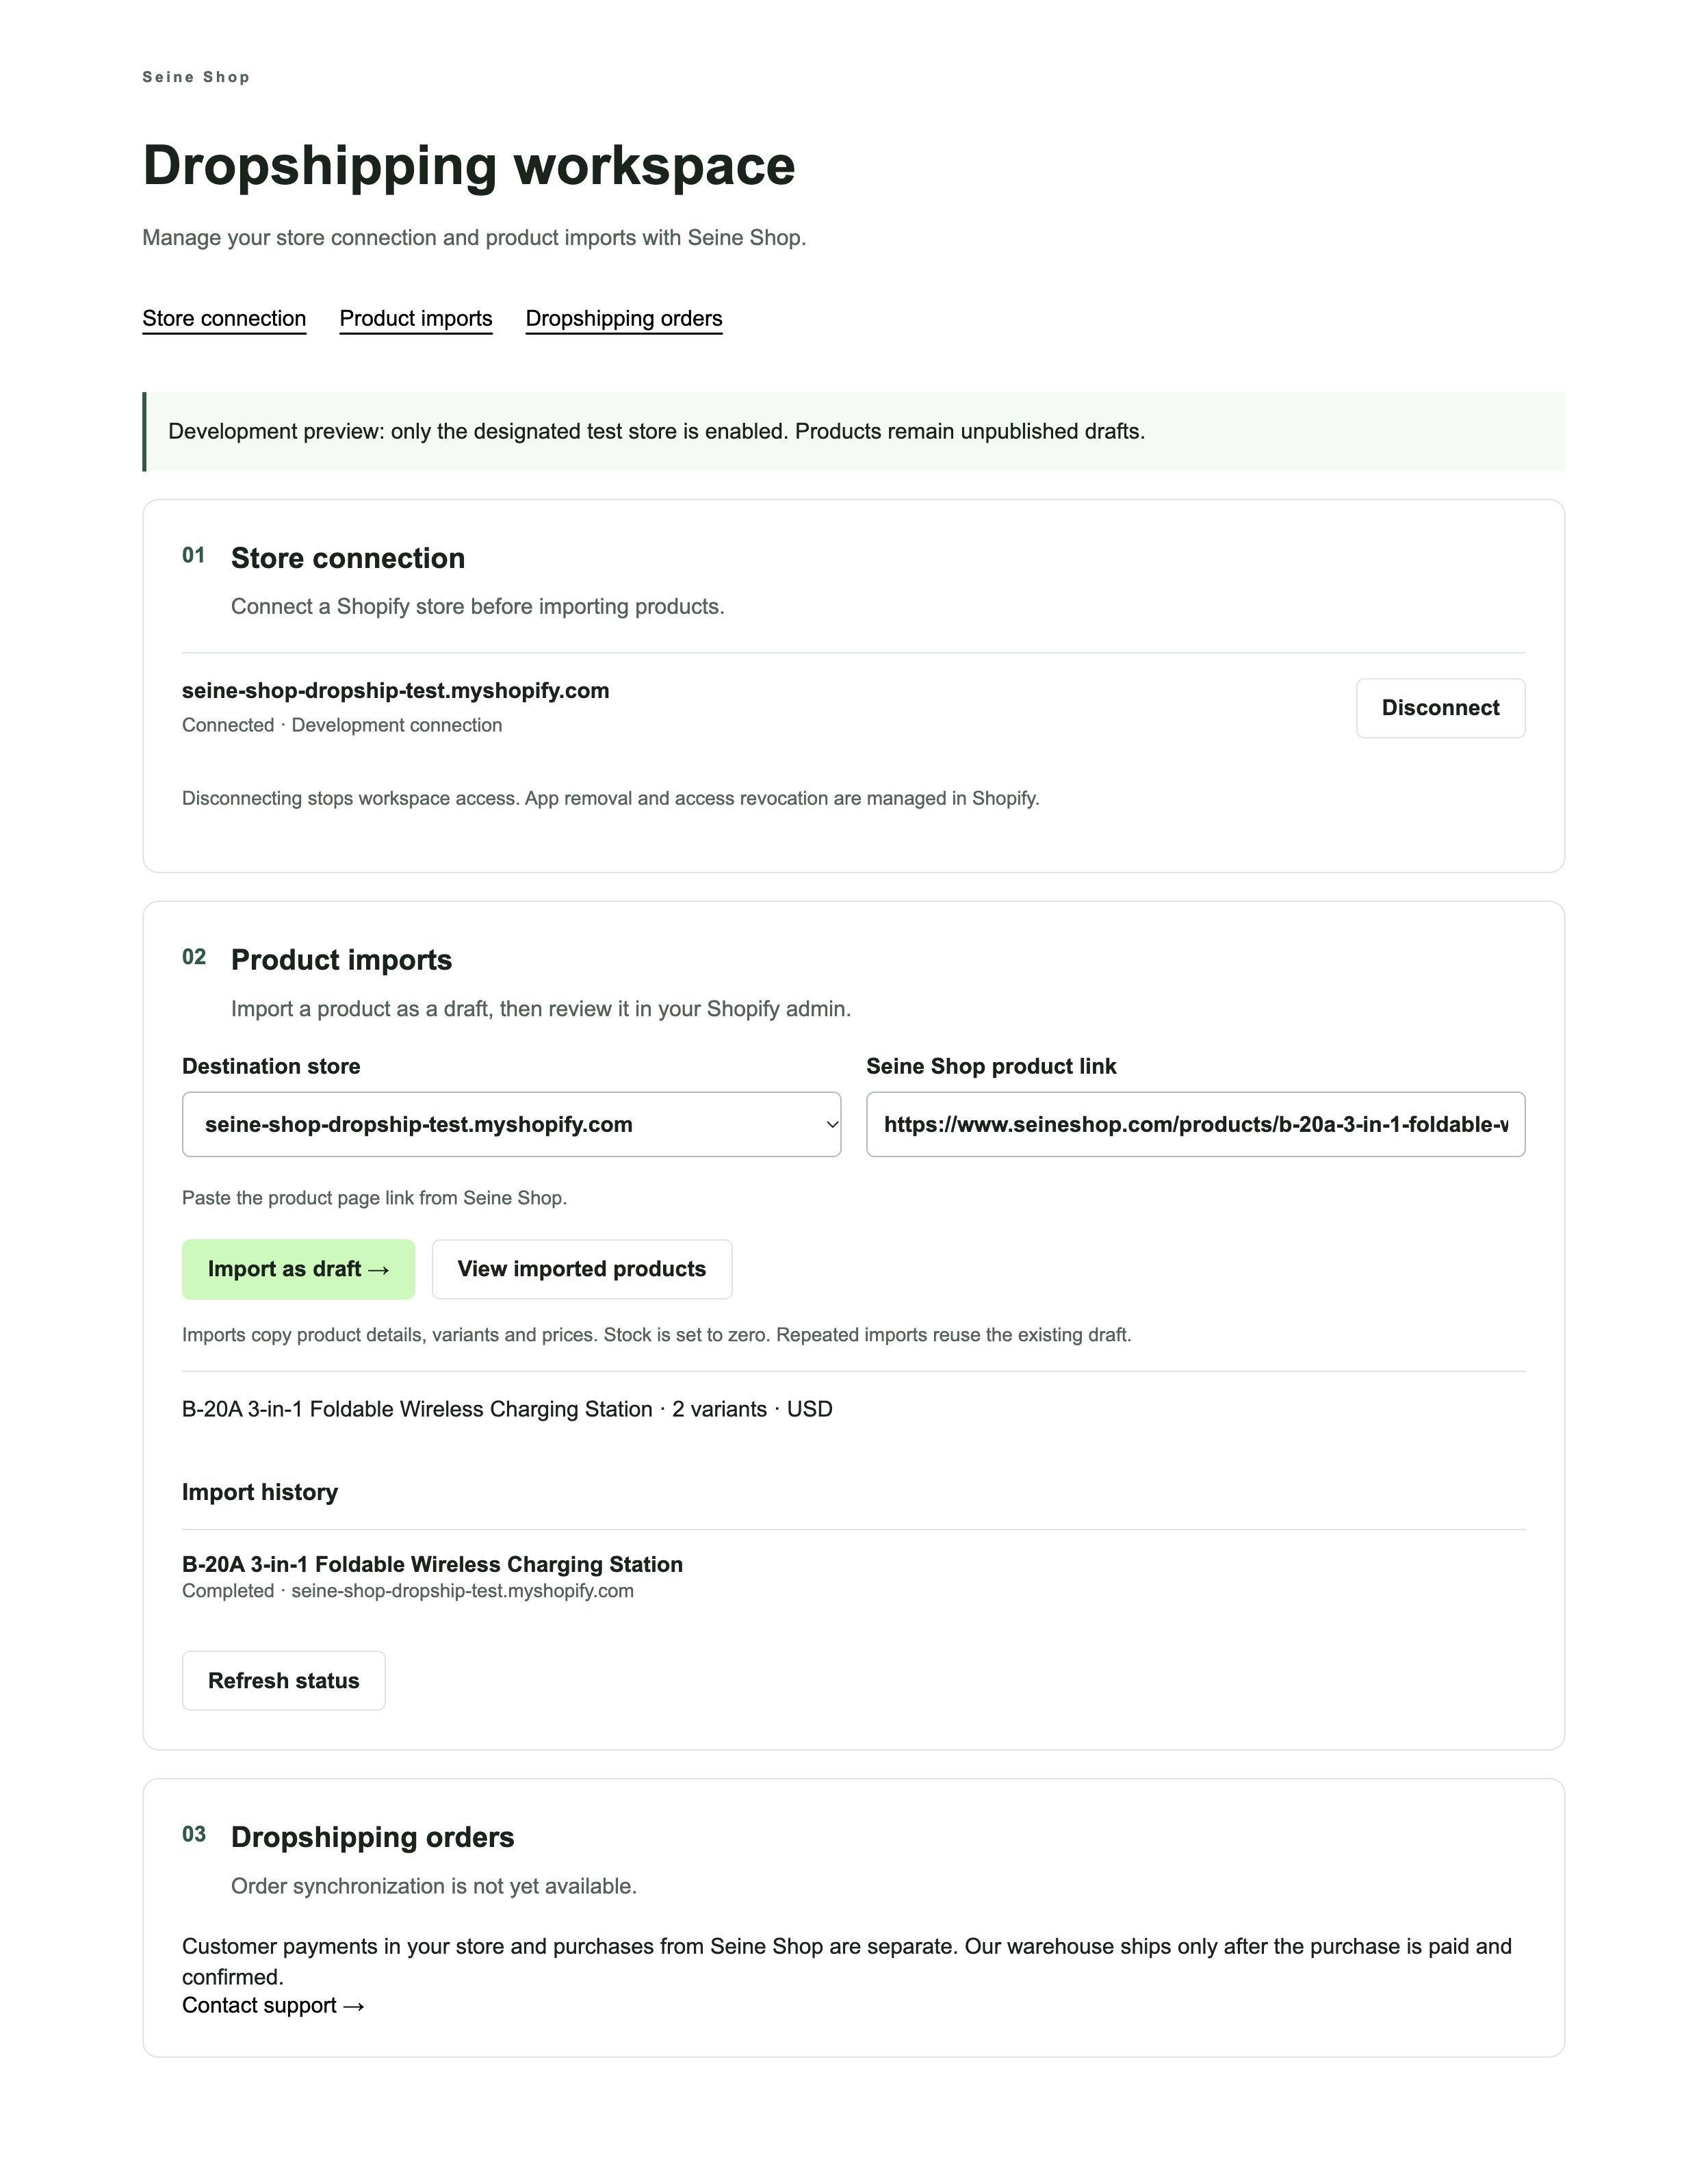 Seine Shop
Dropshipping workspace
Manage your store connection and product imports with Seine Shop.
Store connection
Product imports
Dropshipping orders
Development preview: only the designated test store is enabled. Products remain unpublished drafts.
01
Store connection
Connect a Shopify store before importing products.
seine-shop-dropship-test.myshopify.com
Connected · Development connection
Disconnect
Disconnecting stops workspace access. App removal and access revocation are managed in Shopify.
02
Product imports
Import a product as a draft, then review it in your Shopify admin.
Destination store
seine-shop-dropship-test.myshopify.com
Seine Shop product link
https://www.seineshop.com/products/b-20a-3-in-1-foldable-
Paste the product page link from Seine Shop.
Import as draft →
View imported products
Imports copy product details, variants and prices. Stock is set to zero. Repeated imports reuse the existing draft.
B-20A 3-in-1 Foldable Wireless Charging Station · 2 variants · USD
Import history
B-20A 3-in-1 Foldable Wireless Charging Station
Completed · seine-shop-dropship-test.myshopify.com
Refresh status
03
Dropshipping orders
Order synchronization is not yet available.
Customer payments in your store and purchases from Seine Shop are separate. Our warehouse ships only after the purchase is paid and
confirmed.
Contact support →